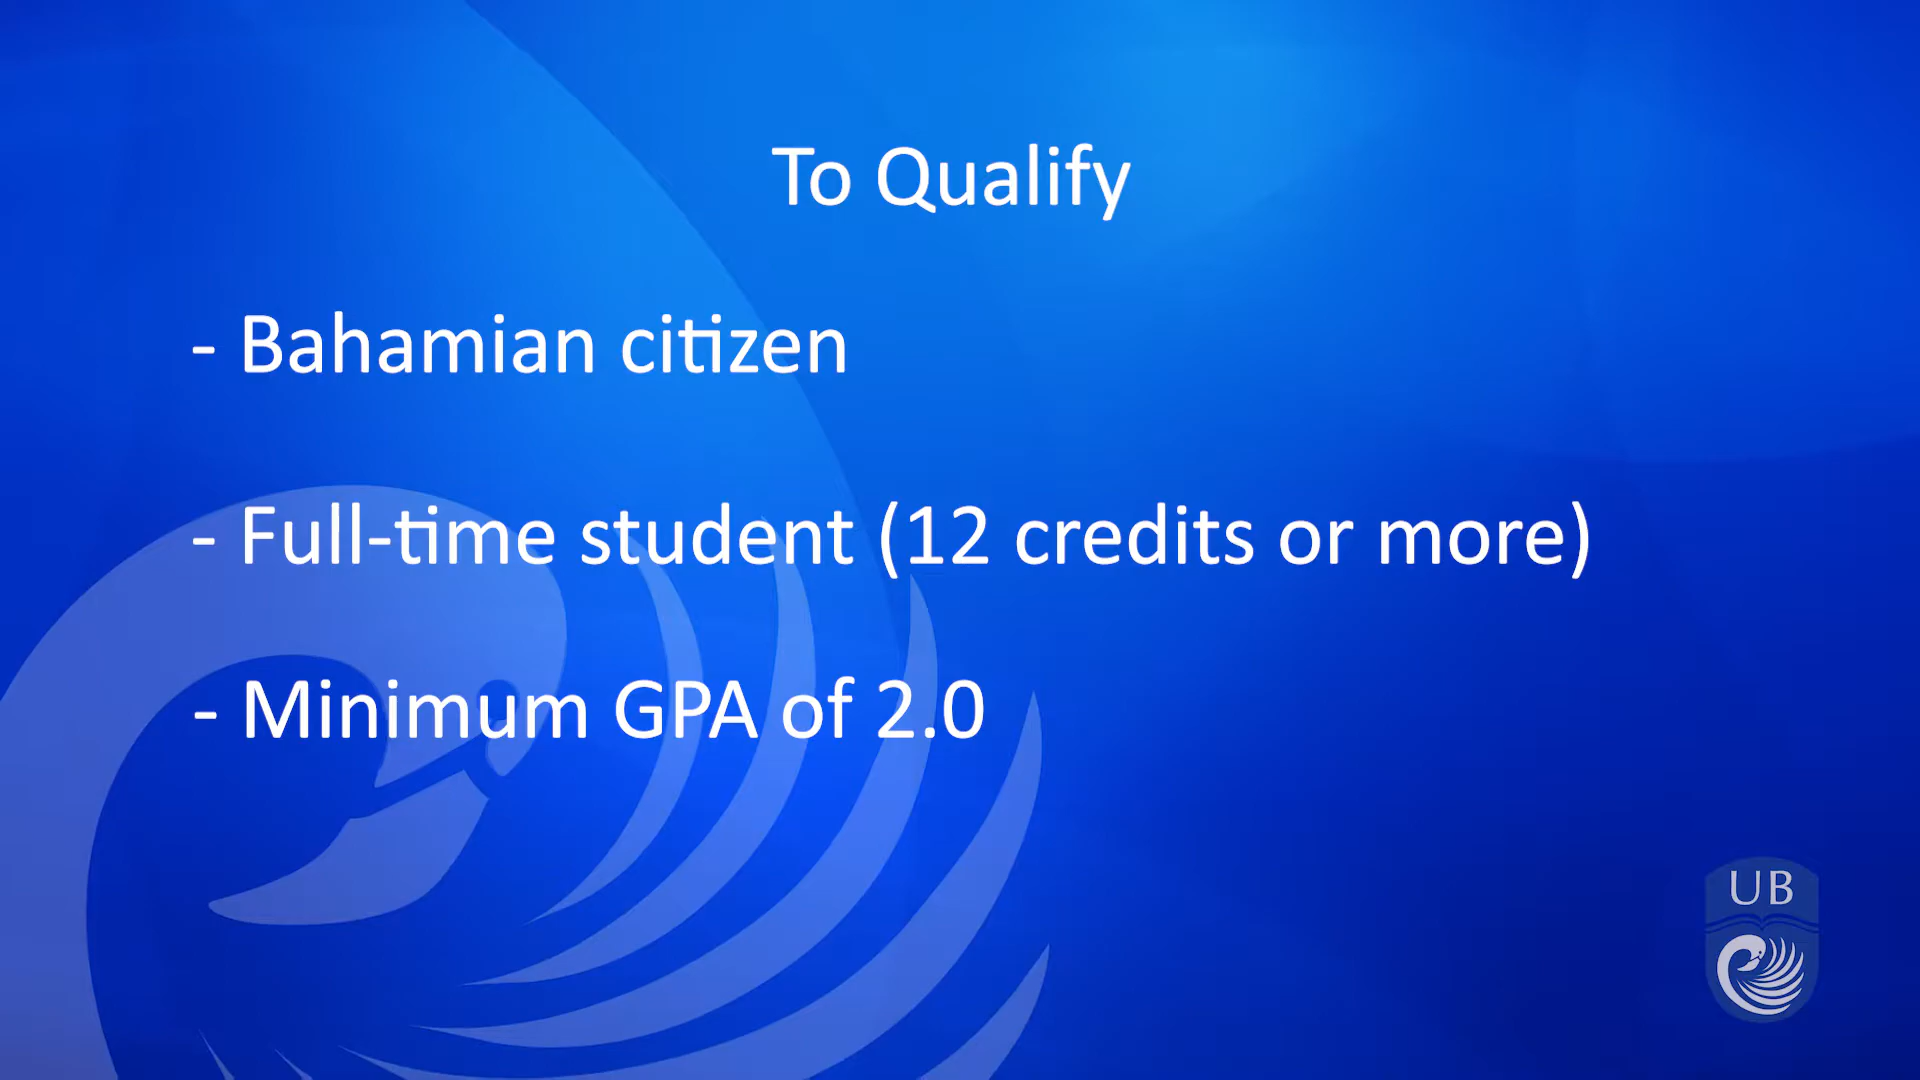 To Qualify
- Bahamian citizen
- Full-time student (12 credits or more)
- Minimum GPA of 2.0
UB